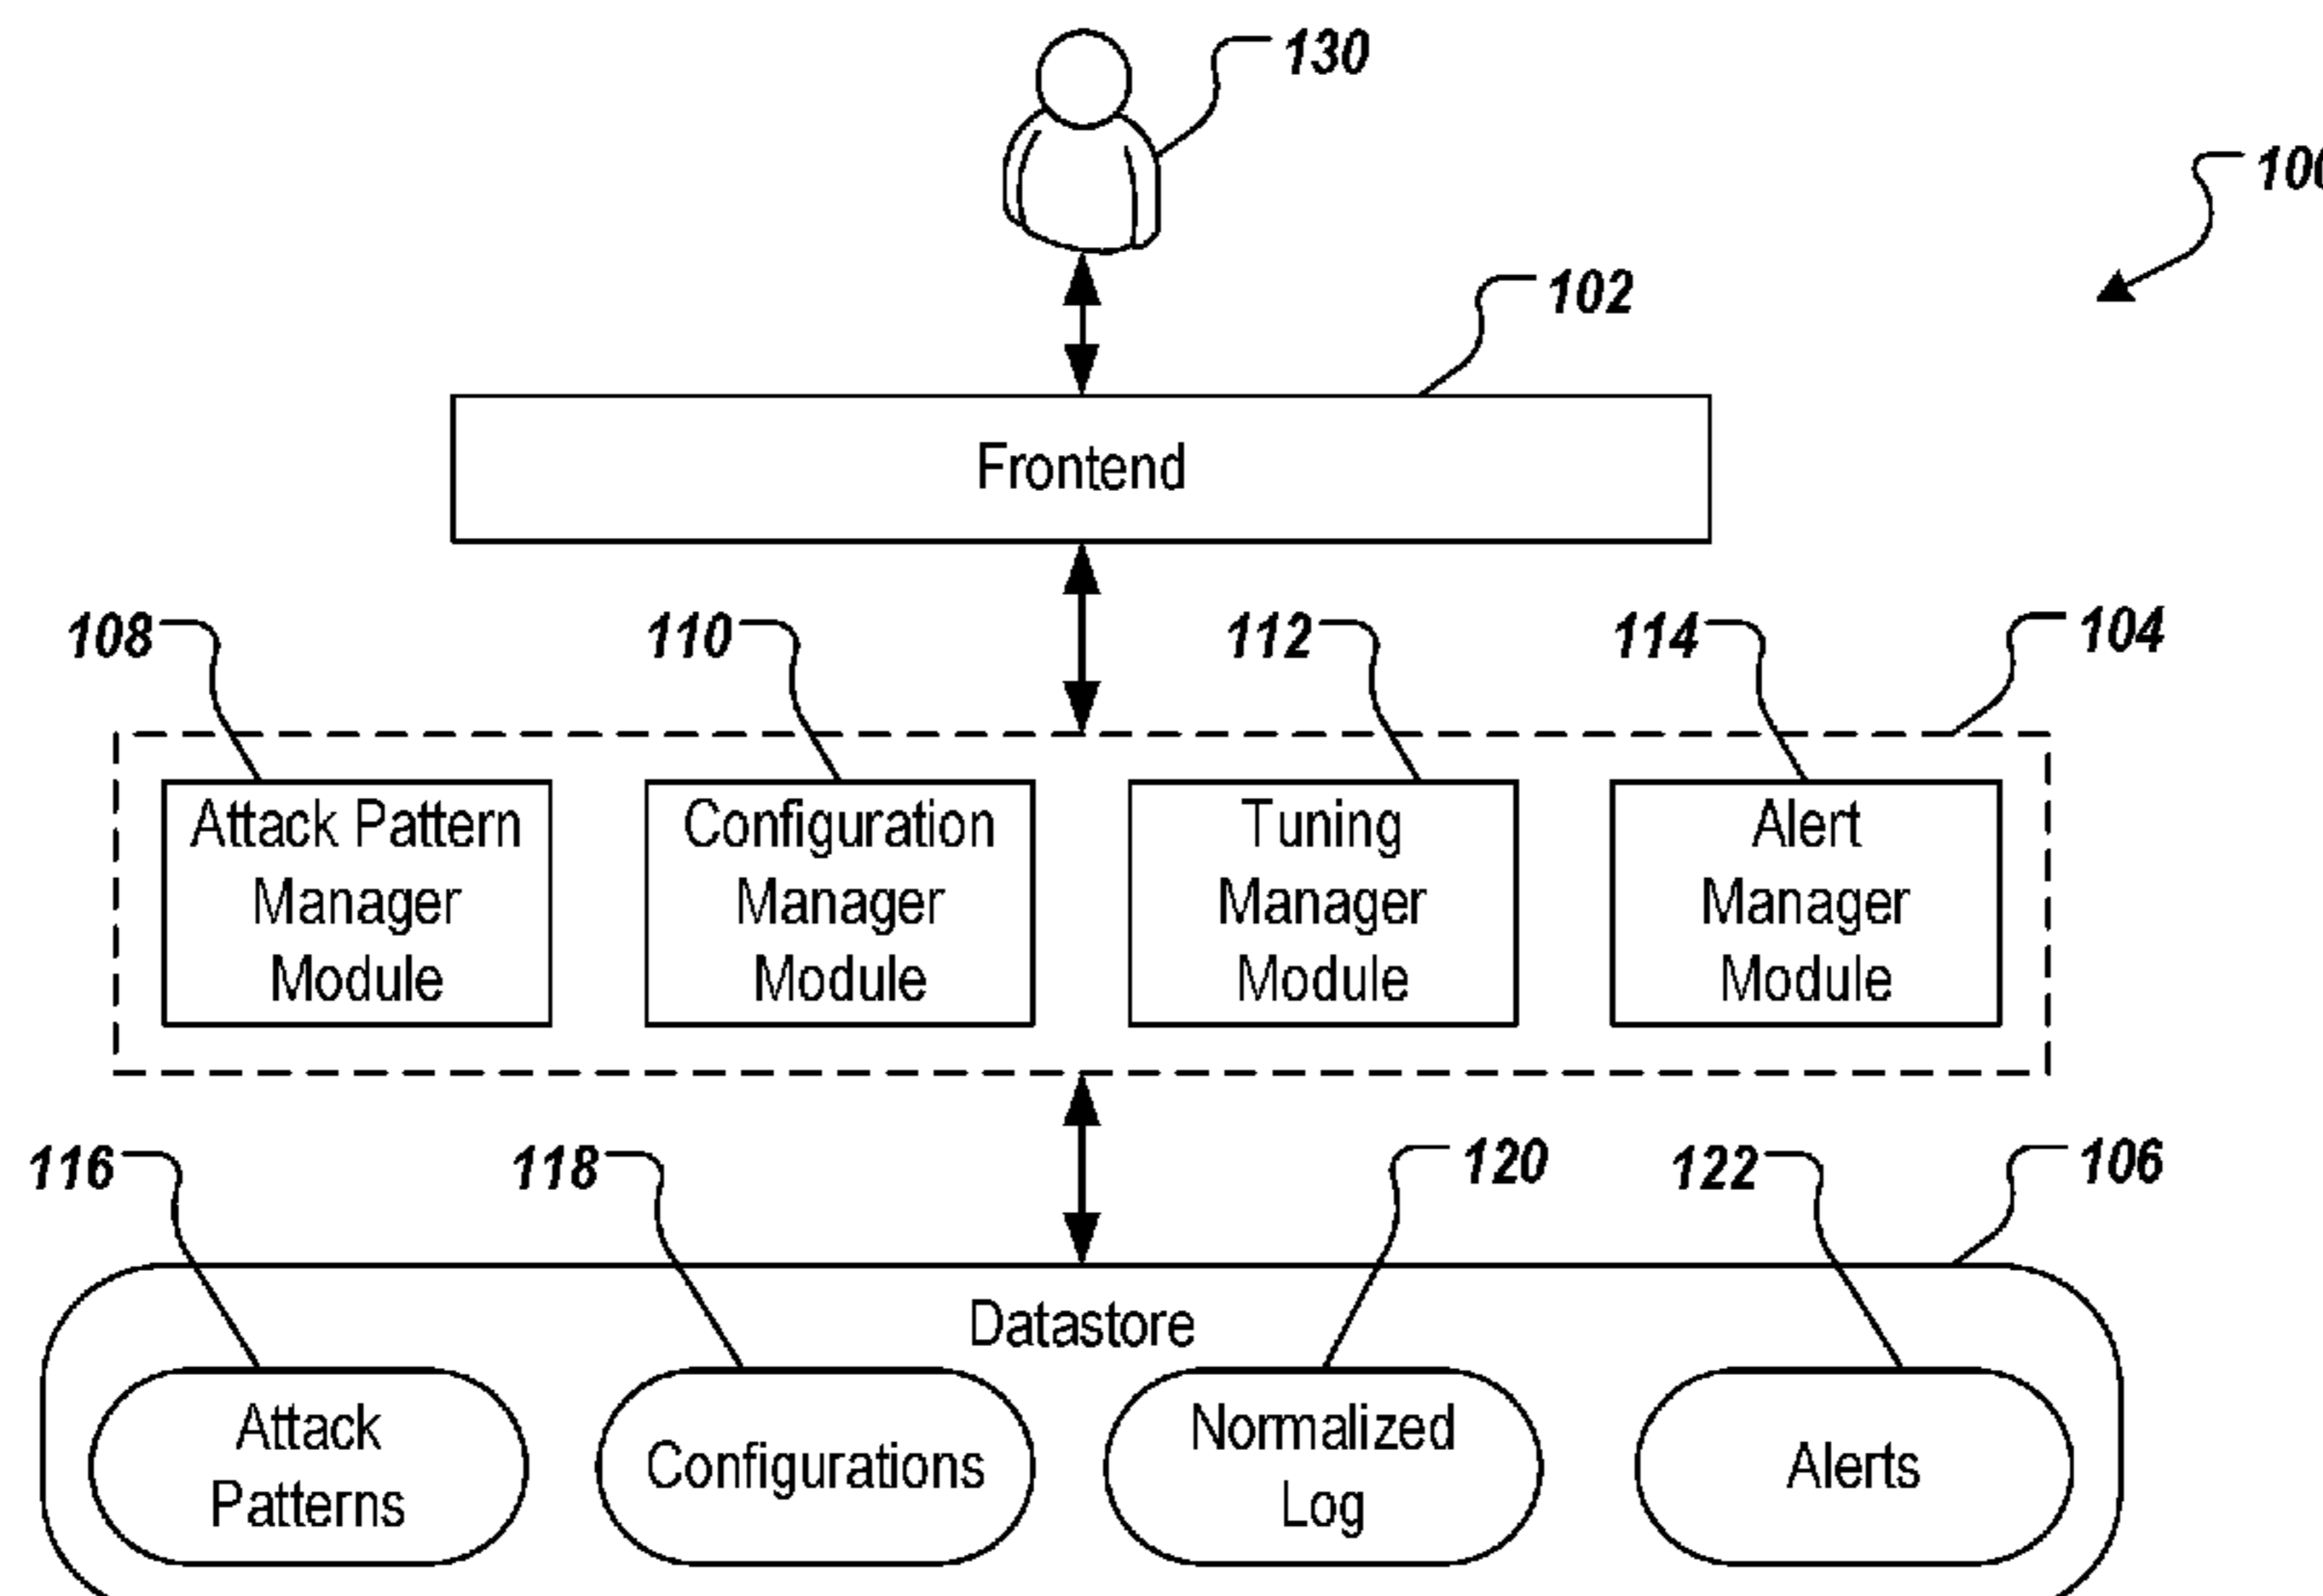 130
100
102
Frontend
108
110
112
114
104
Attack Pattern
Manager
Module
Configuration
Manager
Module
Tuning
Manager
Module
Alert
Manager
Module
116
118
120
122
106
Datastore
Attack
Patterns
Configurations
Normalized
Log
Alerts